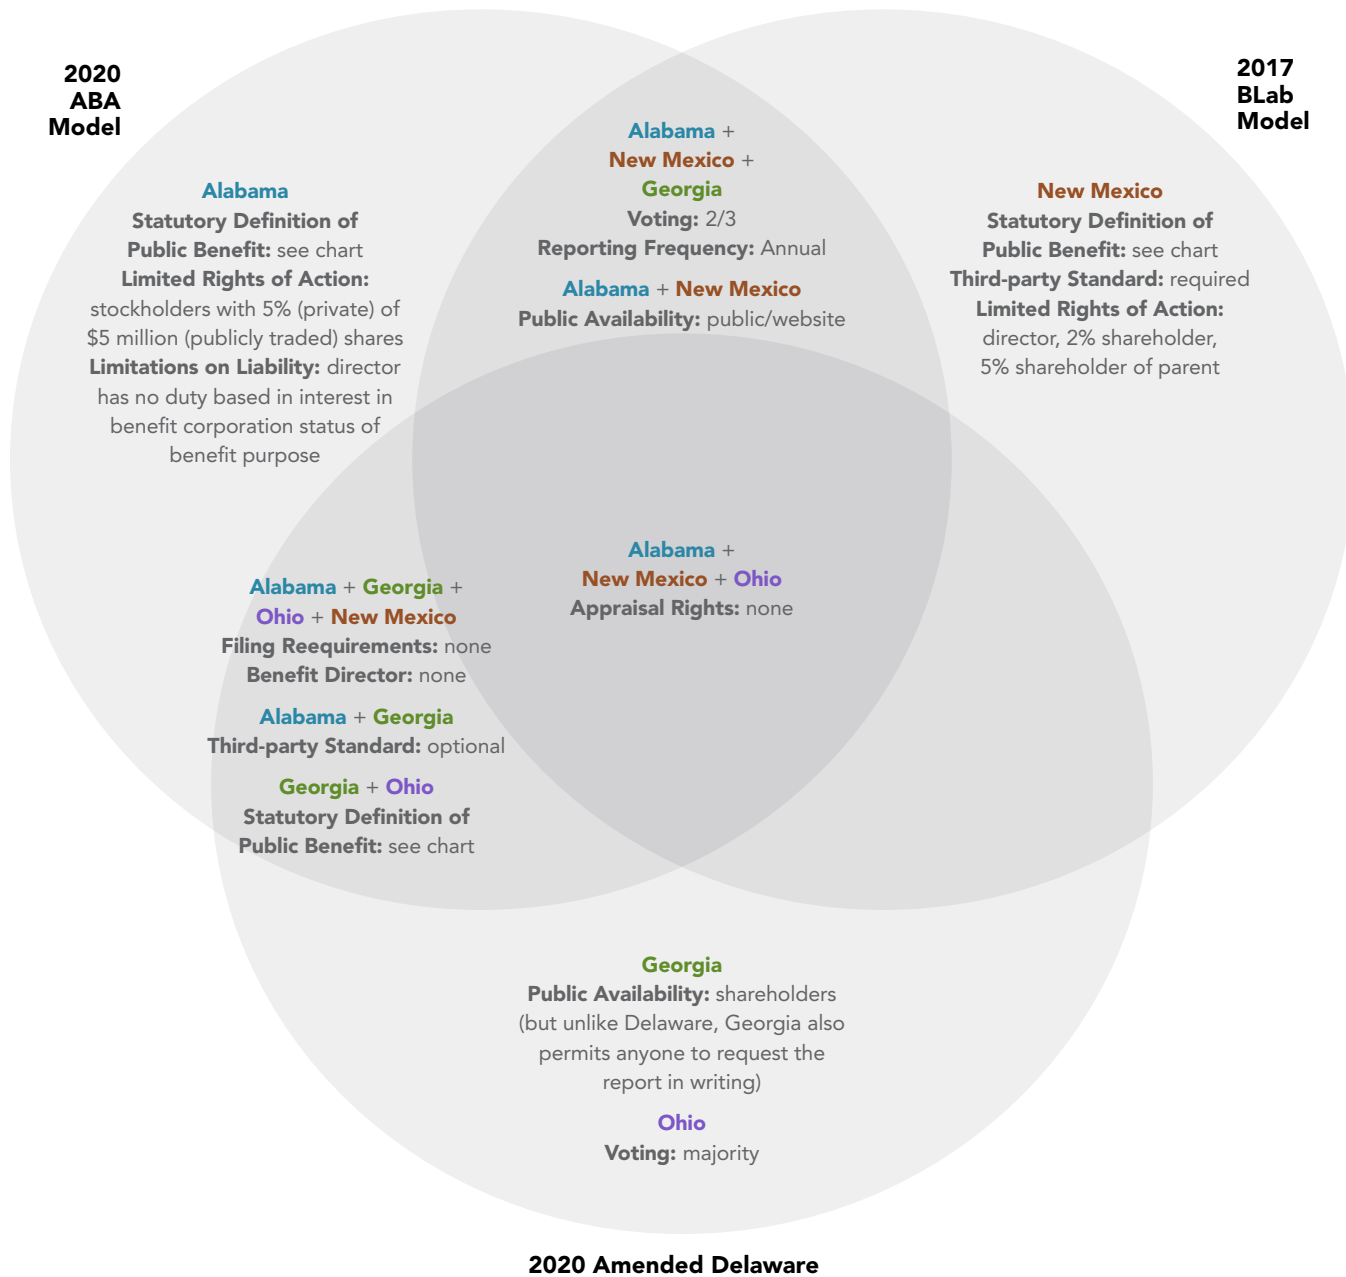 2020
ABA
Model
2017
BLab
Model
Alabama +
New Mexico +
Georgia
Voting: 2/3
Reporting Frequency: Annual
Alabama + New Mexico
Public Availability: public/website
Alabama
Statutory Definition of
Public Benefit: see chart
Limited Rights of Action:
stockholders with 5% (private) of
$5 million (publicly traded) shares
Limitations on Liability: director
has no duty based in interest in
benefit corporation status of
benefit purpose
New Mexico
Statutory Definition of
Public Benefit: see chart
Third-party Standard: required
Limited Rights of Action:
director, 2% shareholder,
5% shareholder of parent
Alabama +
New Mexico + Ohio
Appraisal Rights: none
Alabama + Georgia +
Ohio + New Mexico
Filing Reequirements: none
Benefit Director: none
Alabama + Georgia
Third-party Standard: optional
Georgia + Ohio
Statutory Definition of
Public Benefit: see chart
Georgia
Public Availability: shareholders
(but unlike Delaware, Georgia also
permits anyone to request the
report in writing)
Ohio
Voting: majority
2020 Amended Delaware